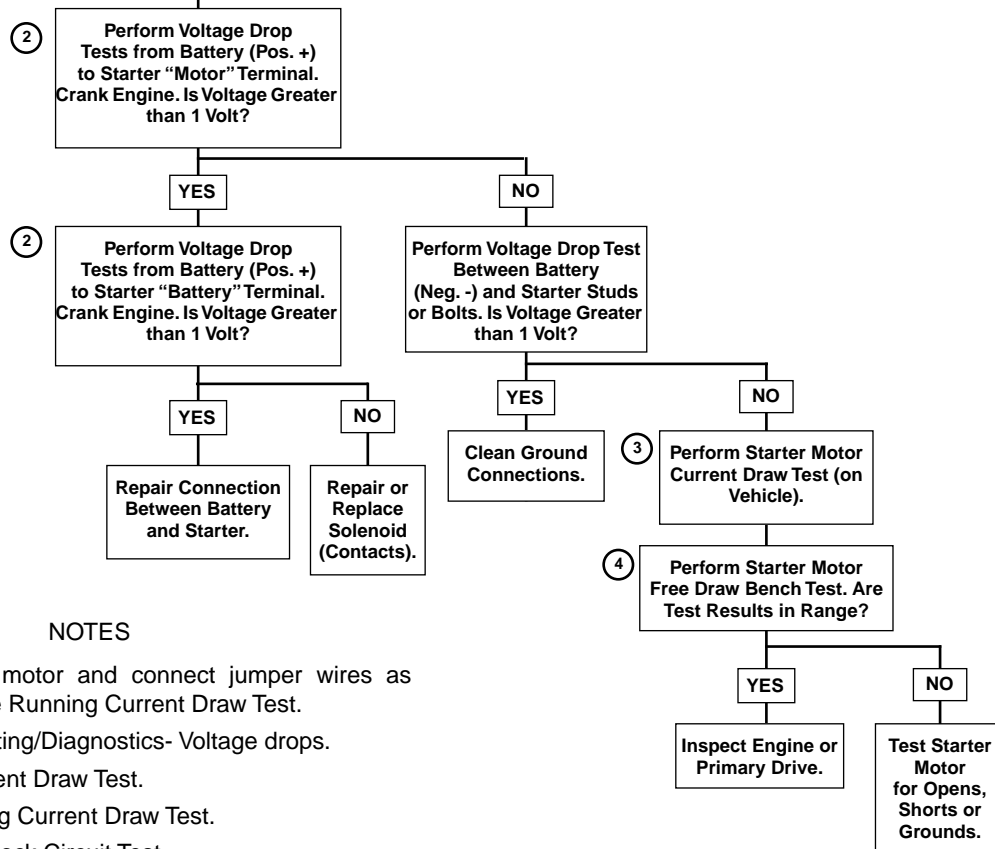 2
Perform Voltage Drop
Tests from Battery (Pos. +)
to Starter “Motor” Terminal.
Crank Engine. Is Voltage Greater
than 1 Volt?
YES
NO
2
Perform Voltage Drop
Tests from Battery (Pos. +)
to Starter “Battery” Terminal.
Crank Engine. Is Voltage Greater
than 1 Volt?
Perform Voltage Drop Test
Between Battery
(Neg. -) and Starter Studs
or Bolts. Is Voltage Greater
than 1 Volt?
YES
NO
YES
NO
Repair Connection
Between Battery
and Starter.
Repair or
Replace
Solenoid
(Contacts).
Clean Ground
Connections.
3
Perform Starter Motor
Current Draw Test (on
Vehicle).
4
Perform Starter Motor
Free Draw Bench Test. Are
Test Results in Range?
YES
NO
Inspect Engine or
Primary Drive.
Test Starter
Motor
for Opens,
Shorts or
Grounds.
NOTES
motor and connect jumper wires as
Running Current Draw Test.
ting/Diagnostics- Voltage drops.
ent Draw Test.
g Current Draw Test.
Circuit Test